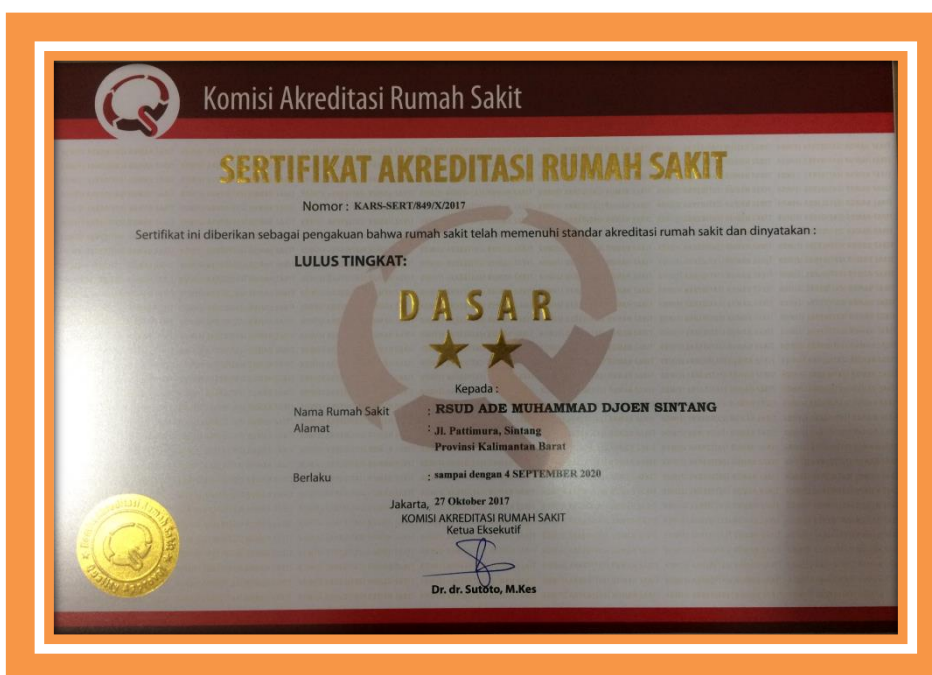 Komisi Akreditasi Rumah Sakit
SERTIFIKAT AKREDITASI RUMAH SAKIT
Nomor : KARS-SERT/849/X/2017
Sertifikat ini diberikan sebagai pengakuan bahwa rumah sakit telah memenuhi standar akreditasi rumah sakit dan dinyatakan :
LULUS TINGKAT:
DASAR
Kepada :
Nama Rumah Sakit : RSUD ADE MUHAMMAD DJOEN SINTANG
Alamat : Jl. Pattimura, Sintang
Provinsi Kalimantan Barat
Berlaku : sampai dengan 4 SEPTEMBER 2020
Jakarta, 27 Oktober 2017
KOMISI AKREDITASI RUMAH SAKIT
Ketua Eksekutif
Dr. dr. Sutoto, M.Kes